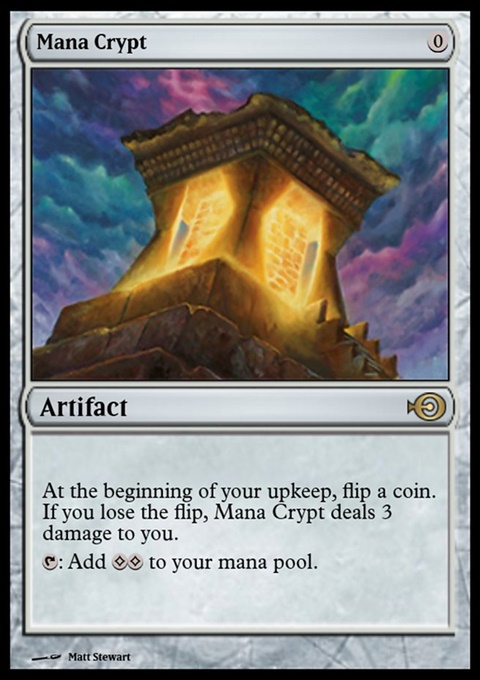 Mana Crypt 0
Artifact
At the beginning of your upkeep, flip a coin.
If you lose the flip, Mana Crypt deals 3
damage to you.
: Add ◇◇ to your mana pool.
Matt Stewart